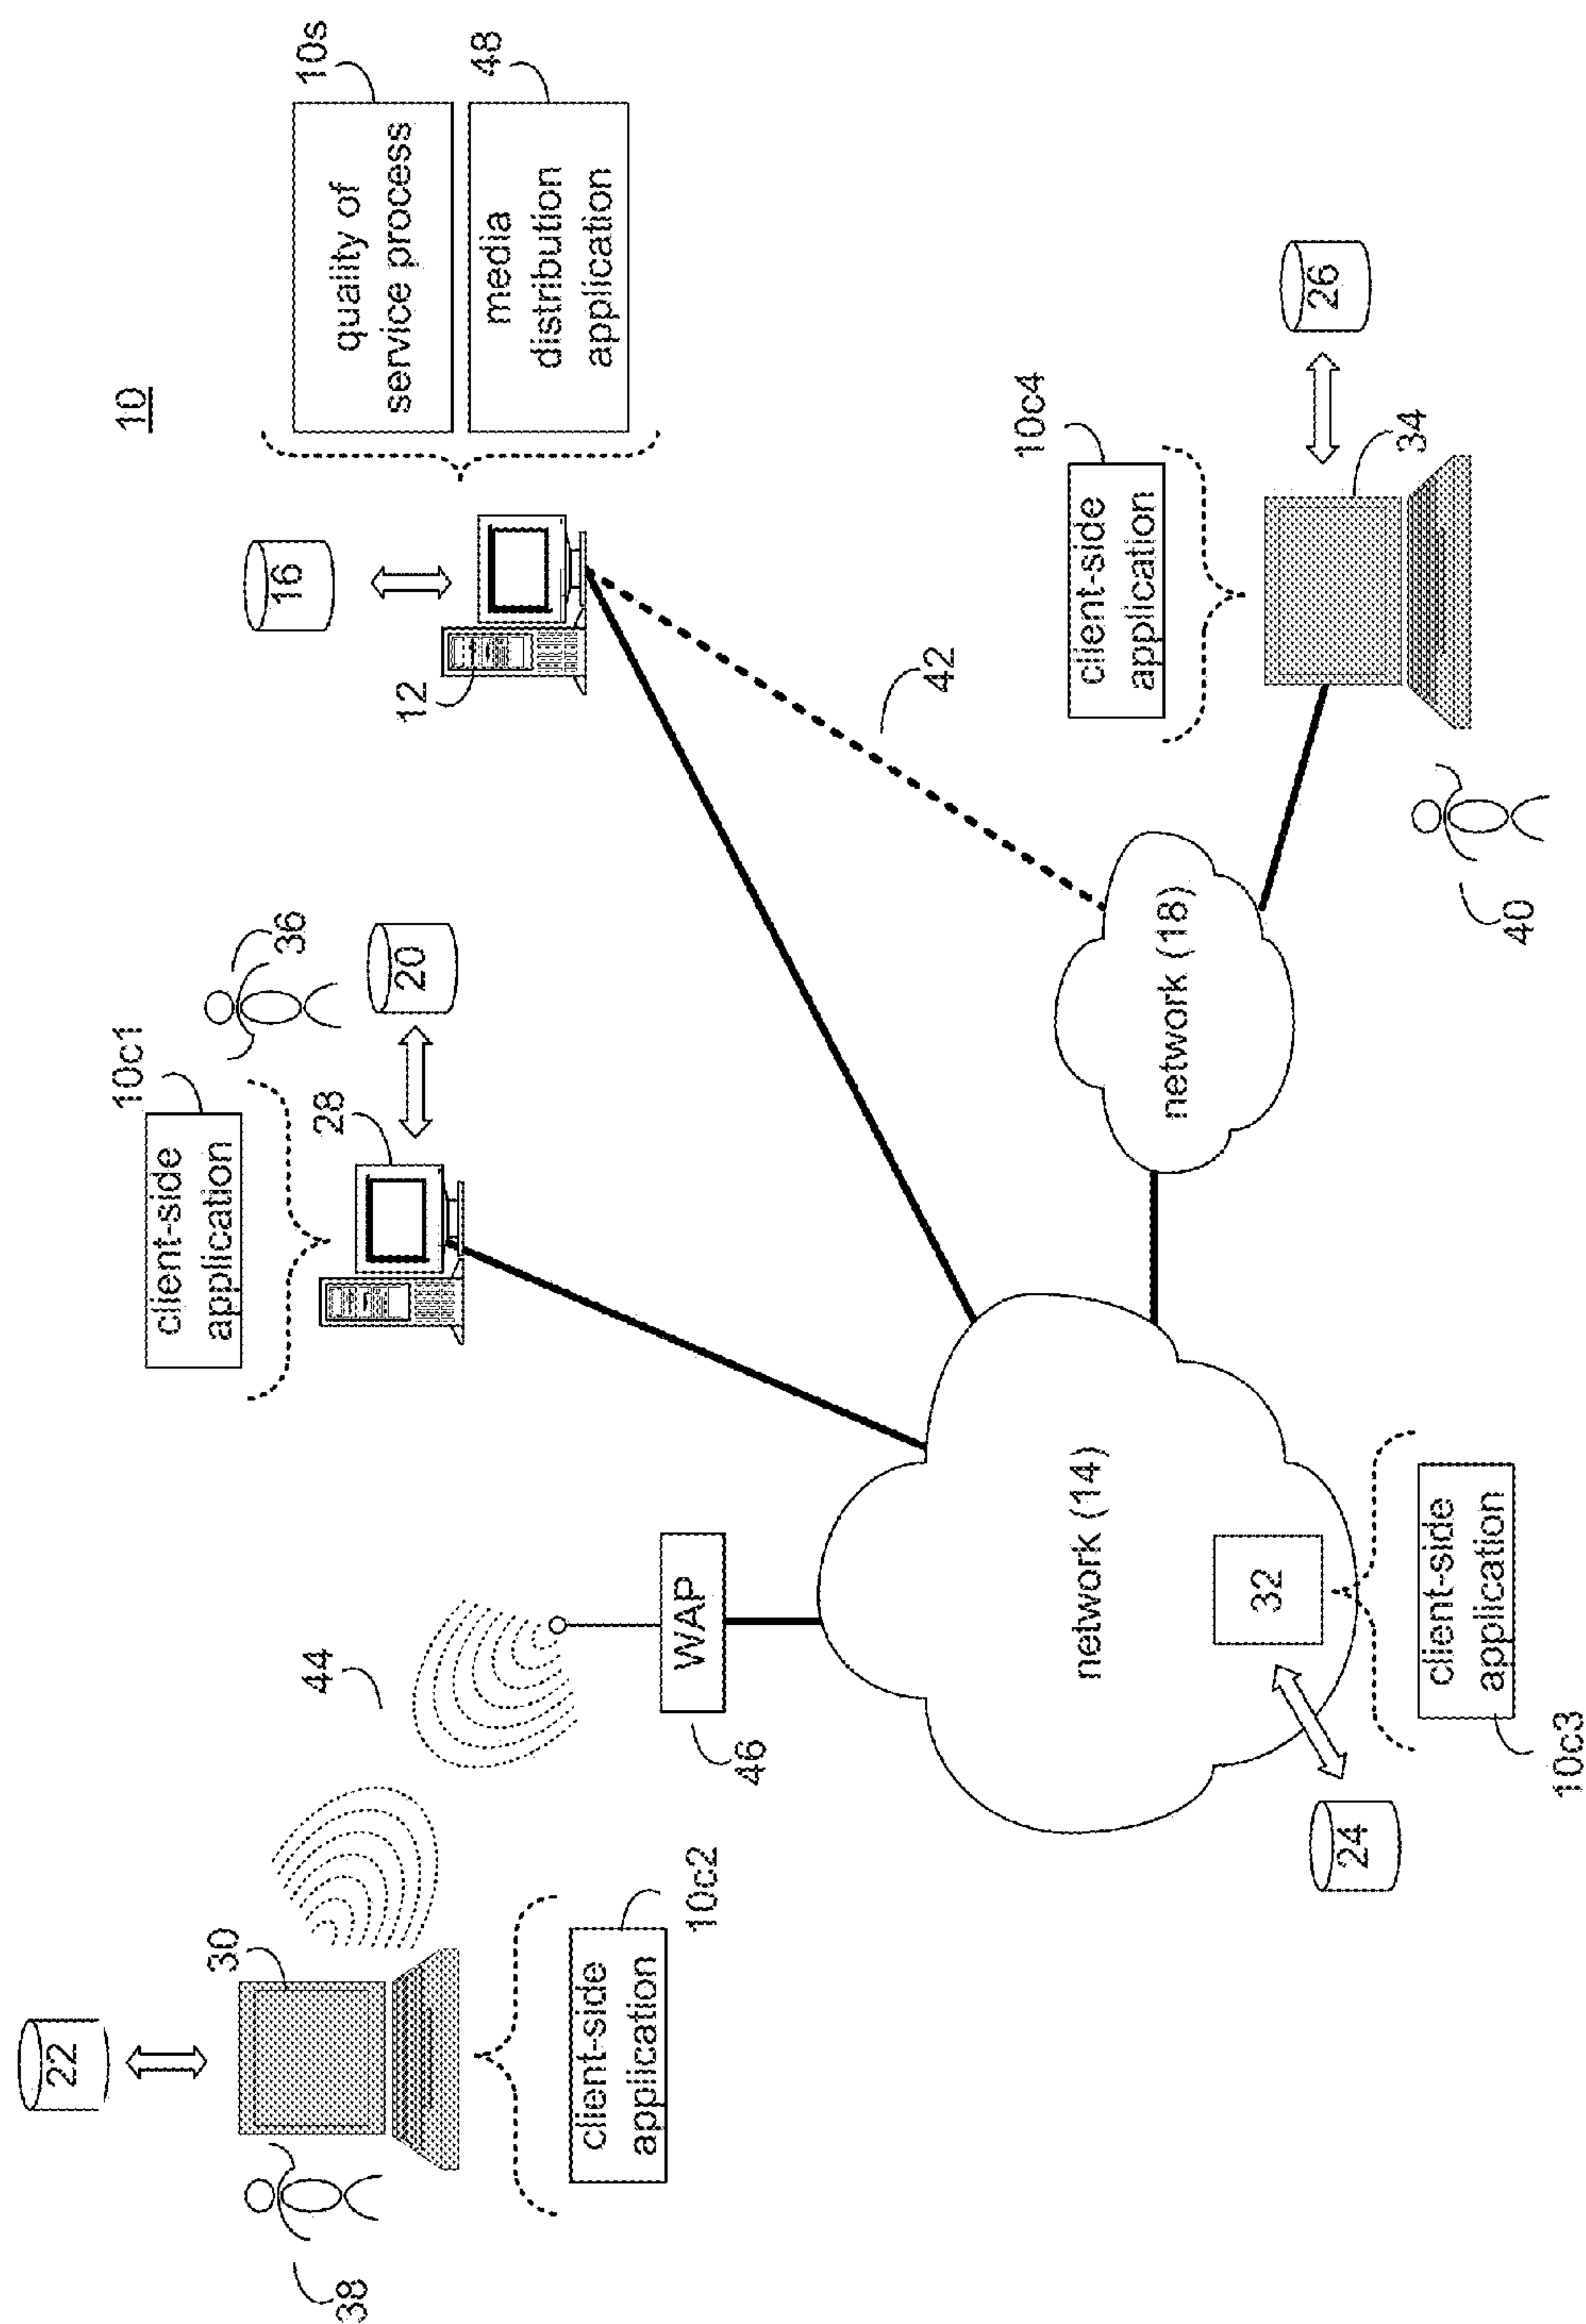 10
22
30
38
client-side
application
10c2
44
WAP
46
client-side
application
10c1
36
28
20
16
12
quality of
service process
10s
media
distribution
application
48
42
network (14)
32
24
client-side
application
10c3
network (18)
client-side
application
10c4
34
26
40